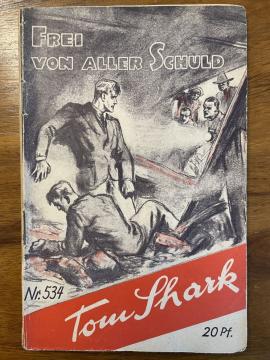 FREI
VON ALLER SCHULD
Nr. 534
Tom Shark
20 Pf.